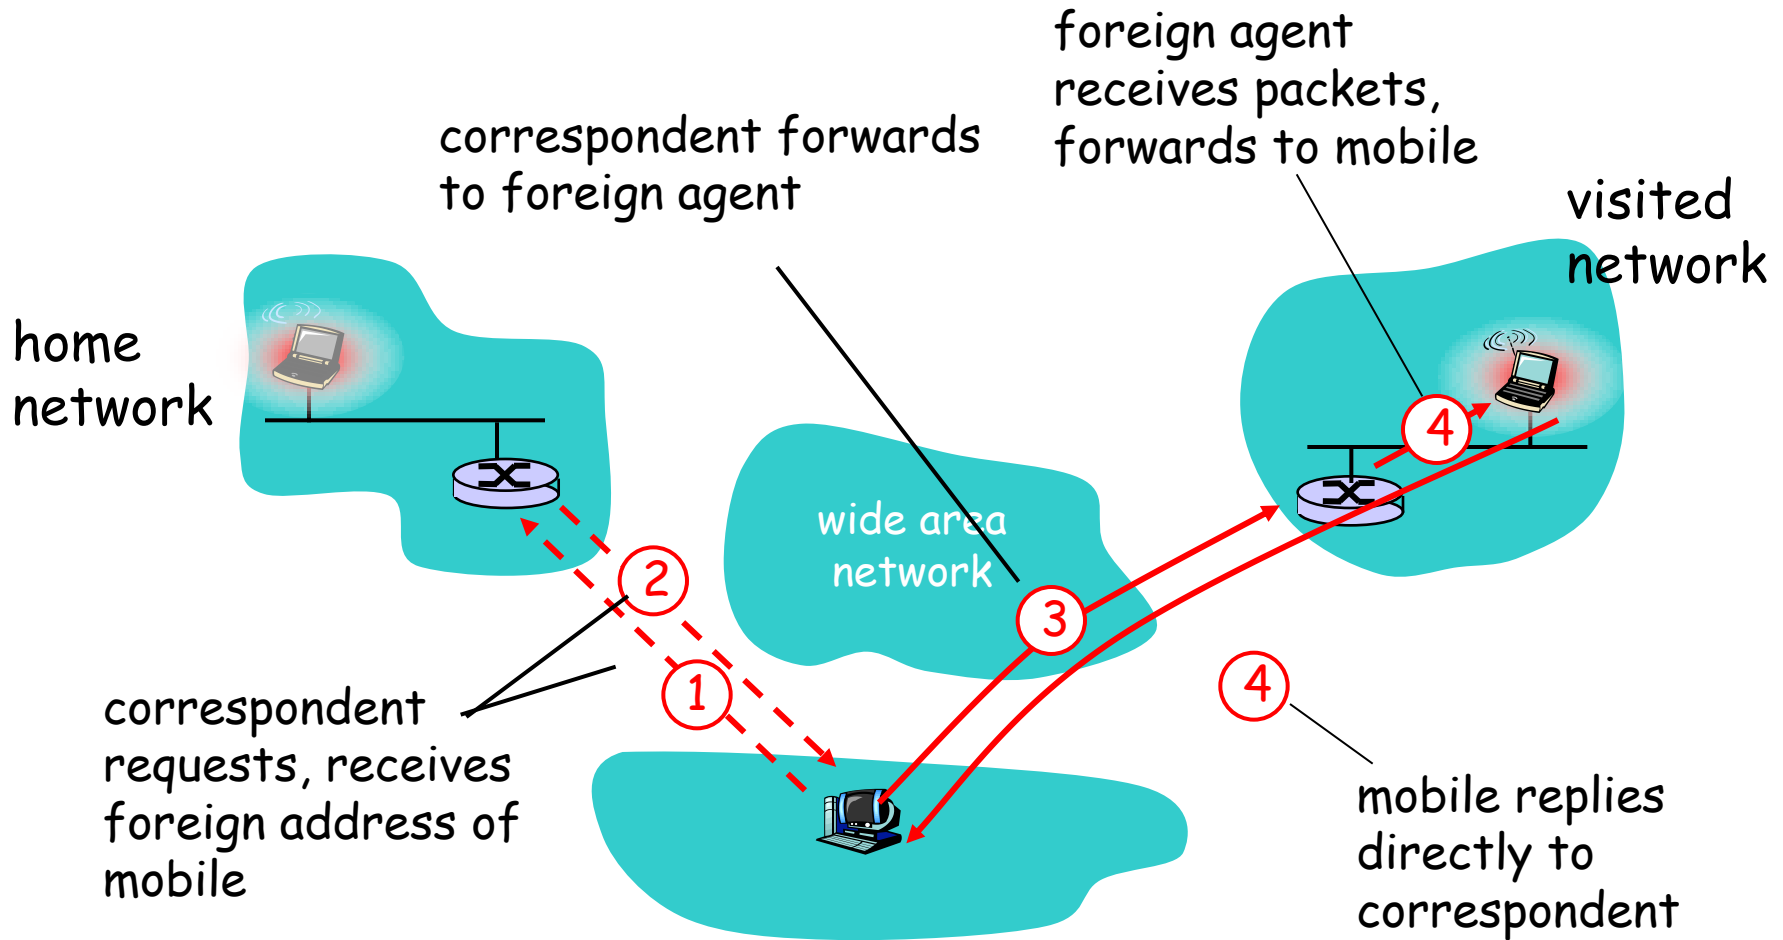 foreign agent
receives packets,
forwards to mobile
correspondent forwards
to foreign agent
visited
network
home
network
4
wide area
network
2
3
1
4
correspondent
requests, receives
foreign address of
mobile
mobile replies
directly to
correspondent